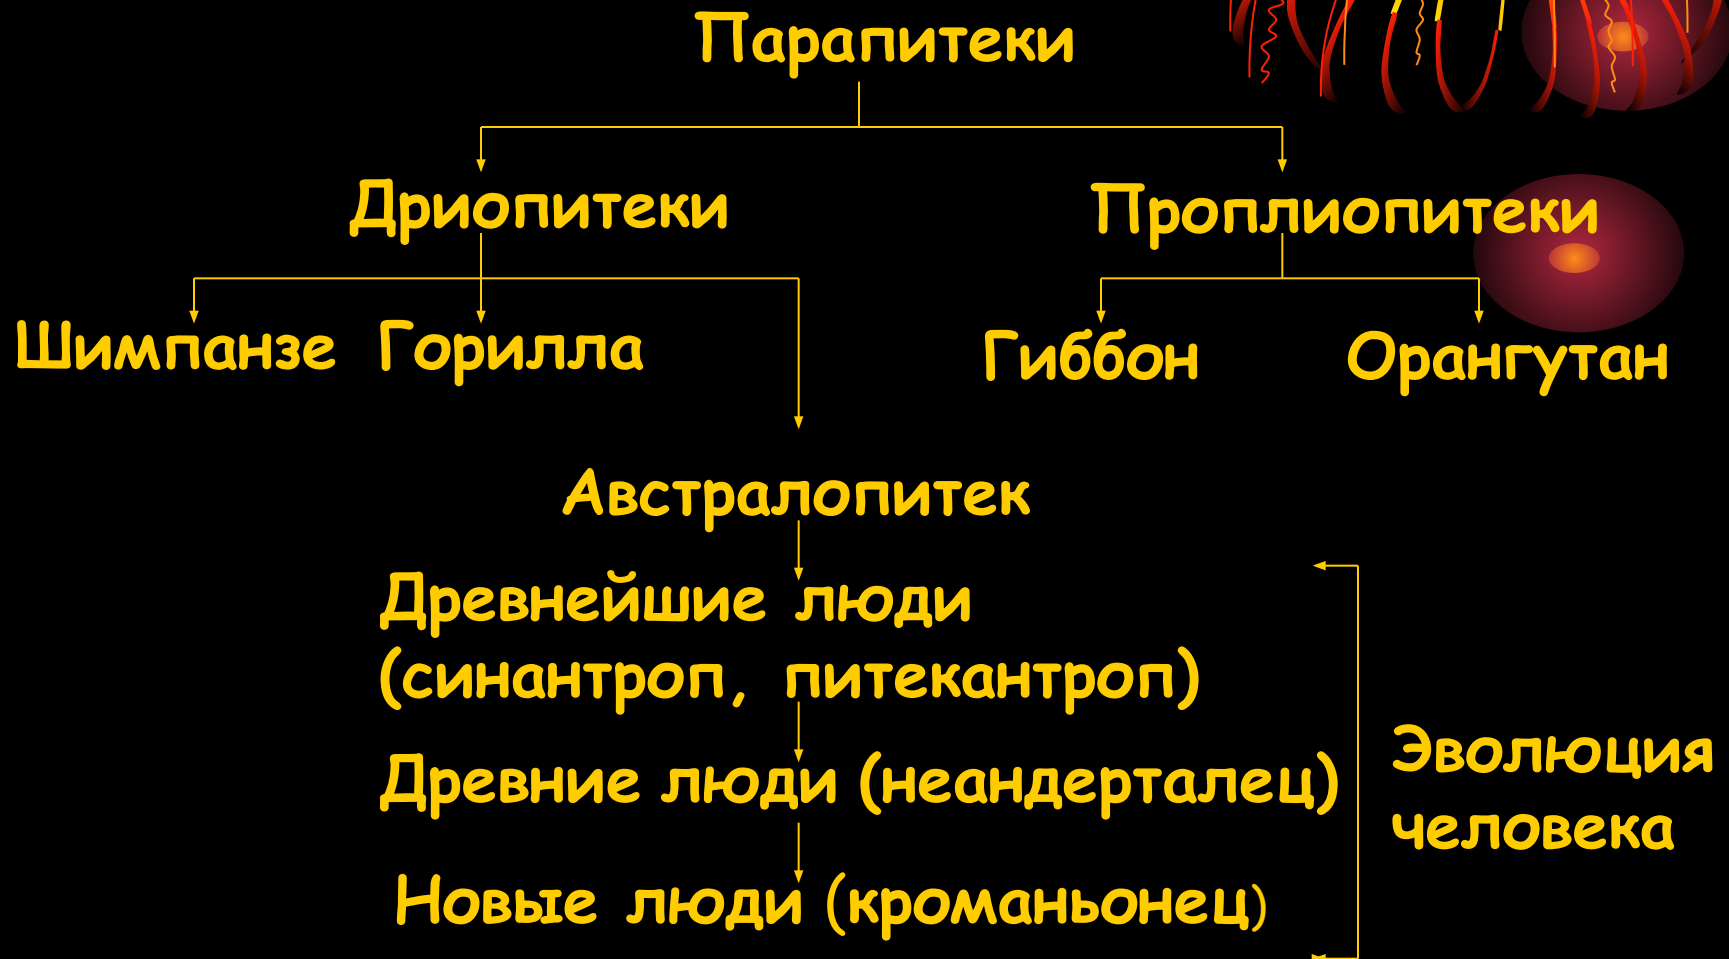 Парапитеки
Дриопитеки
Проплиопитеки
Шимпанзе
Горилла
Гиббон
Орангутан
Австралопитек
Древнейшие люди
(синантроп, питекантроп)
Древние люди (неандерталец)
Новые люди (кроманьонец)
Эволюция
человека